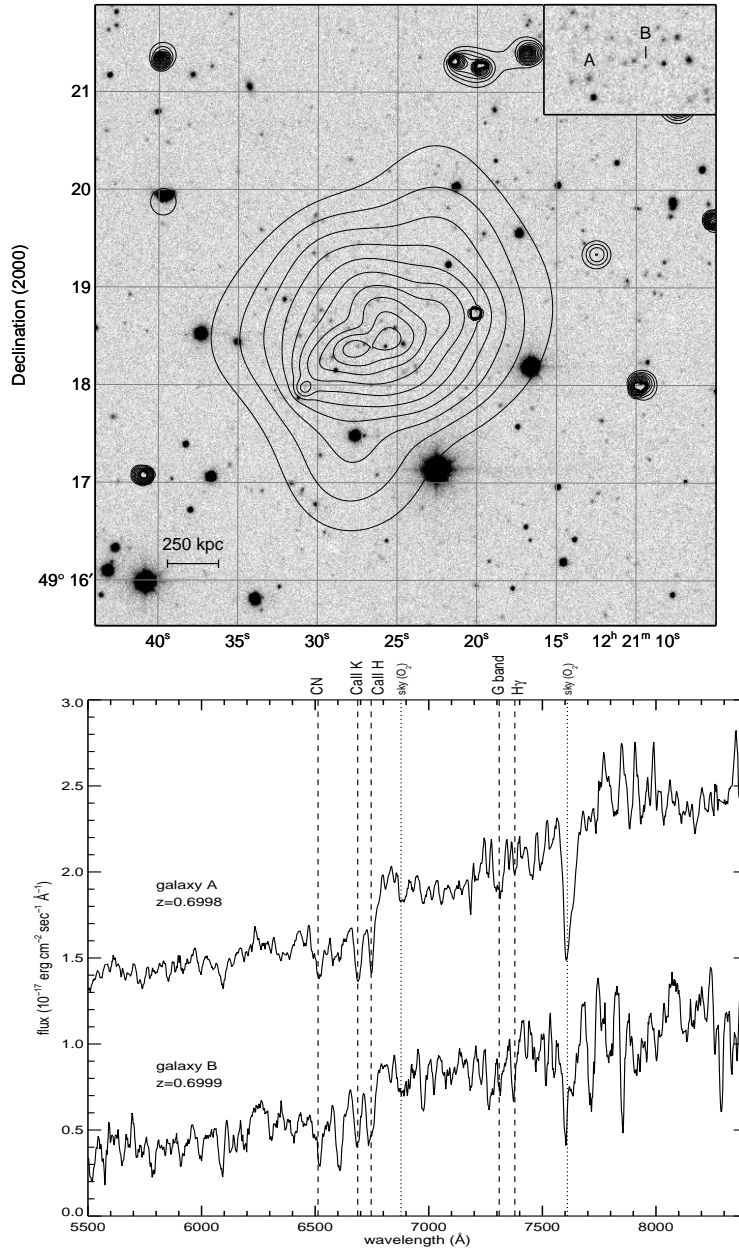 B
A
21
20
19
18
17
49° 16′
Declination (2000)
250 kpc
40ˢ 35ˢ 30ˢ 25ˢ 20ˢ 15ˢ 12ʰ 21ᵐ 10ˢ
CN
CaII K
CaII H
sky (O₂)
G band
Hγ
sky (O₂)
3.0
2.5
2.0
1.5
1.0
0.5
0.0
flux (10⁻¹⁷ erg cm⁻² sec⁻¹ Å⁻¹)
galaxy A
z=0.6998
galaxy B
z=0.6999
5500 6000 6500 7000 7500 8000
wavelength (Å)